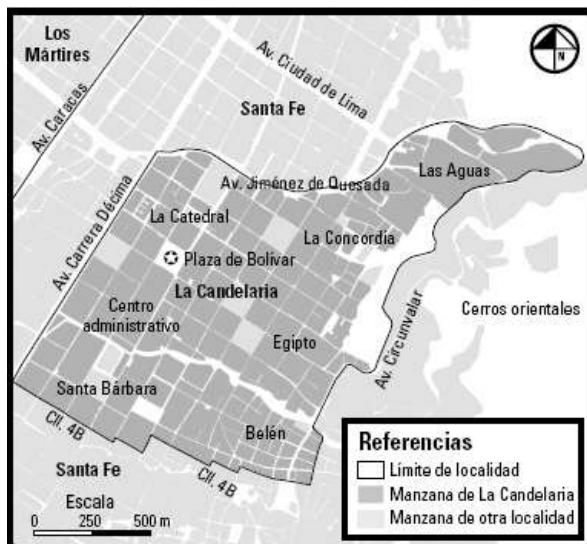 Los
Mártires
Av. Caracas
Av. Ciudad de Lima
Santa Fe
N
Av. Jiménez de Quesada
Las Aguas
Av. Carrera Décima
La Catedral
La Concordia
Plaza de Bolivar
La Candelaria
Cerros orientales
Centro
administrativo
Egipto
Av. Circunvalar
Santa Bárbara
Belén
Cll. 4B
Cll. 4B
Santa Fe
Escala
0 250 500 m
Referencias
Límite de localidad
Manzana de La Candelaria
Manzana de otra localidad